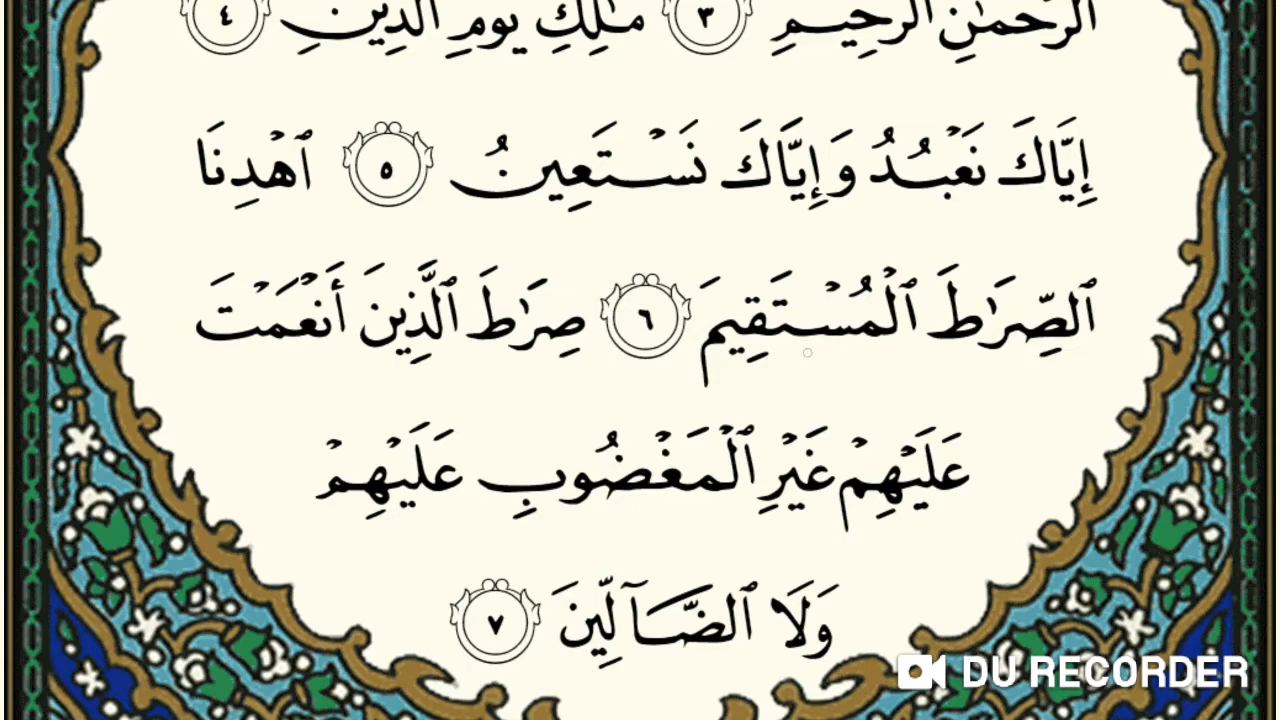 ٱلرَّحْمَـٰنِ ٱلرَّحِيمِ ٣ مَـٰلِكِ يَوْمِ ٱلدِّينِ ٤
إِيَّاكَ نَعْبُدُ وَإِيَّاكَ نَسْتَعِينُ ٥ ٱهْدِنَا
ٱلصِّرَٰطَ ٱلْمُسْتَقِيمَ ٦ صِرَٰطَ ٱلَّذِينَ أَنْعَمْتَ
عَلَيْهِمْ غَيْرِ ٱلْمَغْضُوبِ عَلَيْهِمْ
وَلَا ٱلضَّآلِّينَ ٧
DU RECORDER